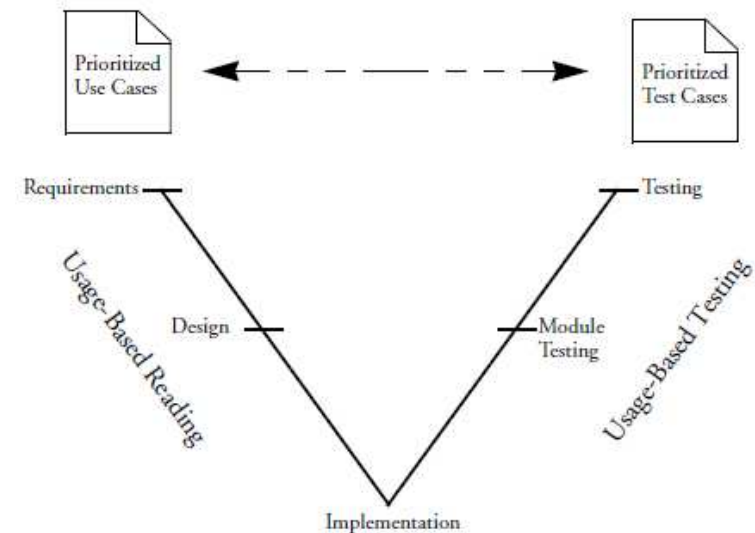 Prioritized
Use Cases
Prioritized
Test Cases
Requirements
Testing
Usage-Based Reading
Design
Module
Testing
Usage-Based Testing
Implementation